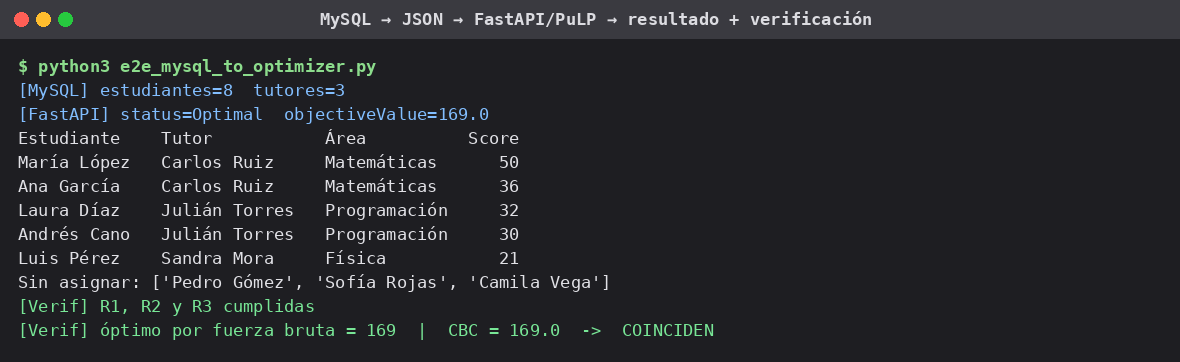 MySQL → JSON → FastAPI/PuLP → resultado + verificación
$ python3 e2e_mysql_to_optimizer.py
[MySQL] estudiantes=8  tutores=3
[FastAPI] status=Optimal  objectiveValue=169.0
Estudiante    Tutor           Área          Score
María López   Carlos Ruiz     Matemáticas      50
Ana García    Carlos Ruiz     Matemáticas      36
Laura Díaz    Julián Torres   Programación     32
Andrés Cano   Julián Torres   Programación     30
Luis Pérez    Sandra Mora     Física           21
Sin asignar: ['Pedro Gómez', 'Sofía Rojas', 'Camila Vega']
[Verif] R1, R2 y R3 cumplidas
[Verif] óptimo por fuerza bruta = 169  |  CBC = 169.0  ->  COINCIDEN